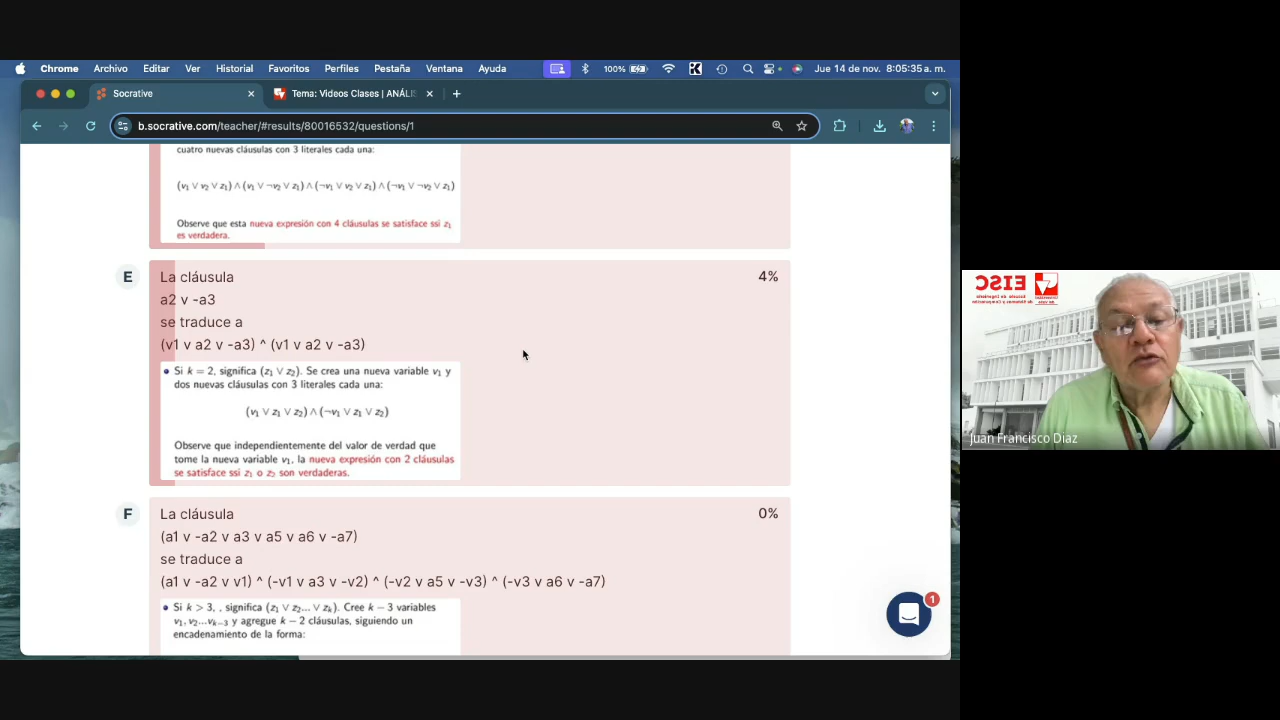 Chrome Archivo Editar Ver Historial Favoritos Perfiles Pestaña Ventana Ayuda 100% Jue 14 de nov. 8:05:35 a. m.
Socrative Tema: Videos Clases | ANÁLIS
b.socrative.com/teacher/#results/80016532/questions/1
cuatro nuevas cláusulas con 3 literales cada una:
(v₁ ∨ v₂ ∨ z₁) ∧ (v₁ ∨ ¬v₂ ∨ z₁) ∧ (¬v₁ ∨ v₂ ∨ z₁) ∧ (¬v₁ ∨ ¬v₂ ∨ z₁)
Observe que esta nueva expresión con 4 cláusulas se satisface ssi z₁
es verdadera.
E
La cláusula 4%
a2 v -a3
se traduce a
(v1 v a2 v -a3) ^ (v1 v a2 v -a3)
• Si k = 2, significa (z₁ ∨ z₂). Se crea una nueva variable v₁ y
dos nuevas cláusulas con 3 literales cada una:
(v₁ ∨ z₁ ∨ z₂) ∧ (¬v₁ ∨ z₁ ∨ z₂)
Observe que independientemente del valor de verdad que
tome la nueva variable v₁, la nueva expresión con 2 cláusulas
se satisface ssi z₁ o z₂ son verdaderas.
F
La cláusula 0%
(a1 v -a2 v a3 v a5 v a6 v -a7)
se traduce a
(a1 v -a2 v v1) ^ (-v1 v a3 v -v2) ^ (-v2 v a5 v -v3) ^ (-v3 v a6 v -a7)
• Si k > 3, , significa (z₁ ∨ z₂... ∨ zₖ). Cree k − 3 variables
v₁, v₂...vₖ₋₃ y agregue k − 2 cláusulas, siguiendo un
encadenamiento de la forma:
1
EISC
Juan Francisco Diaz